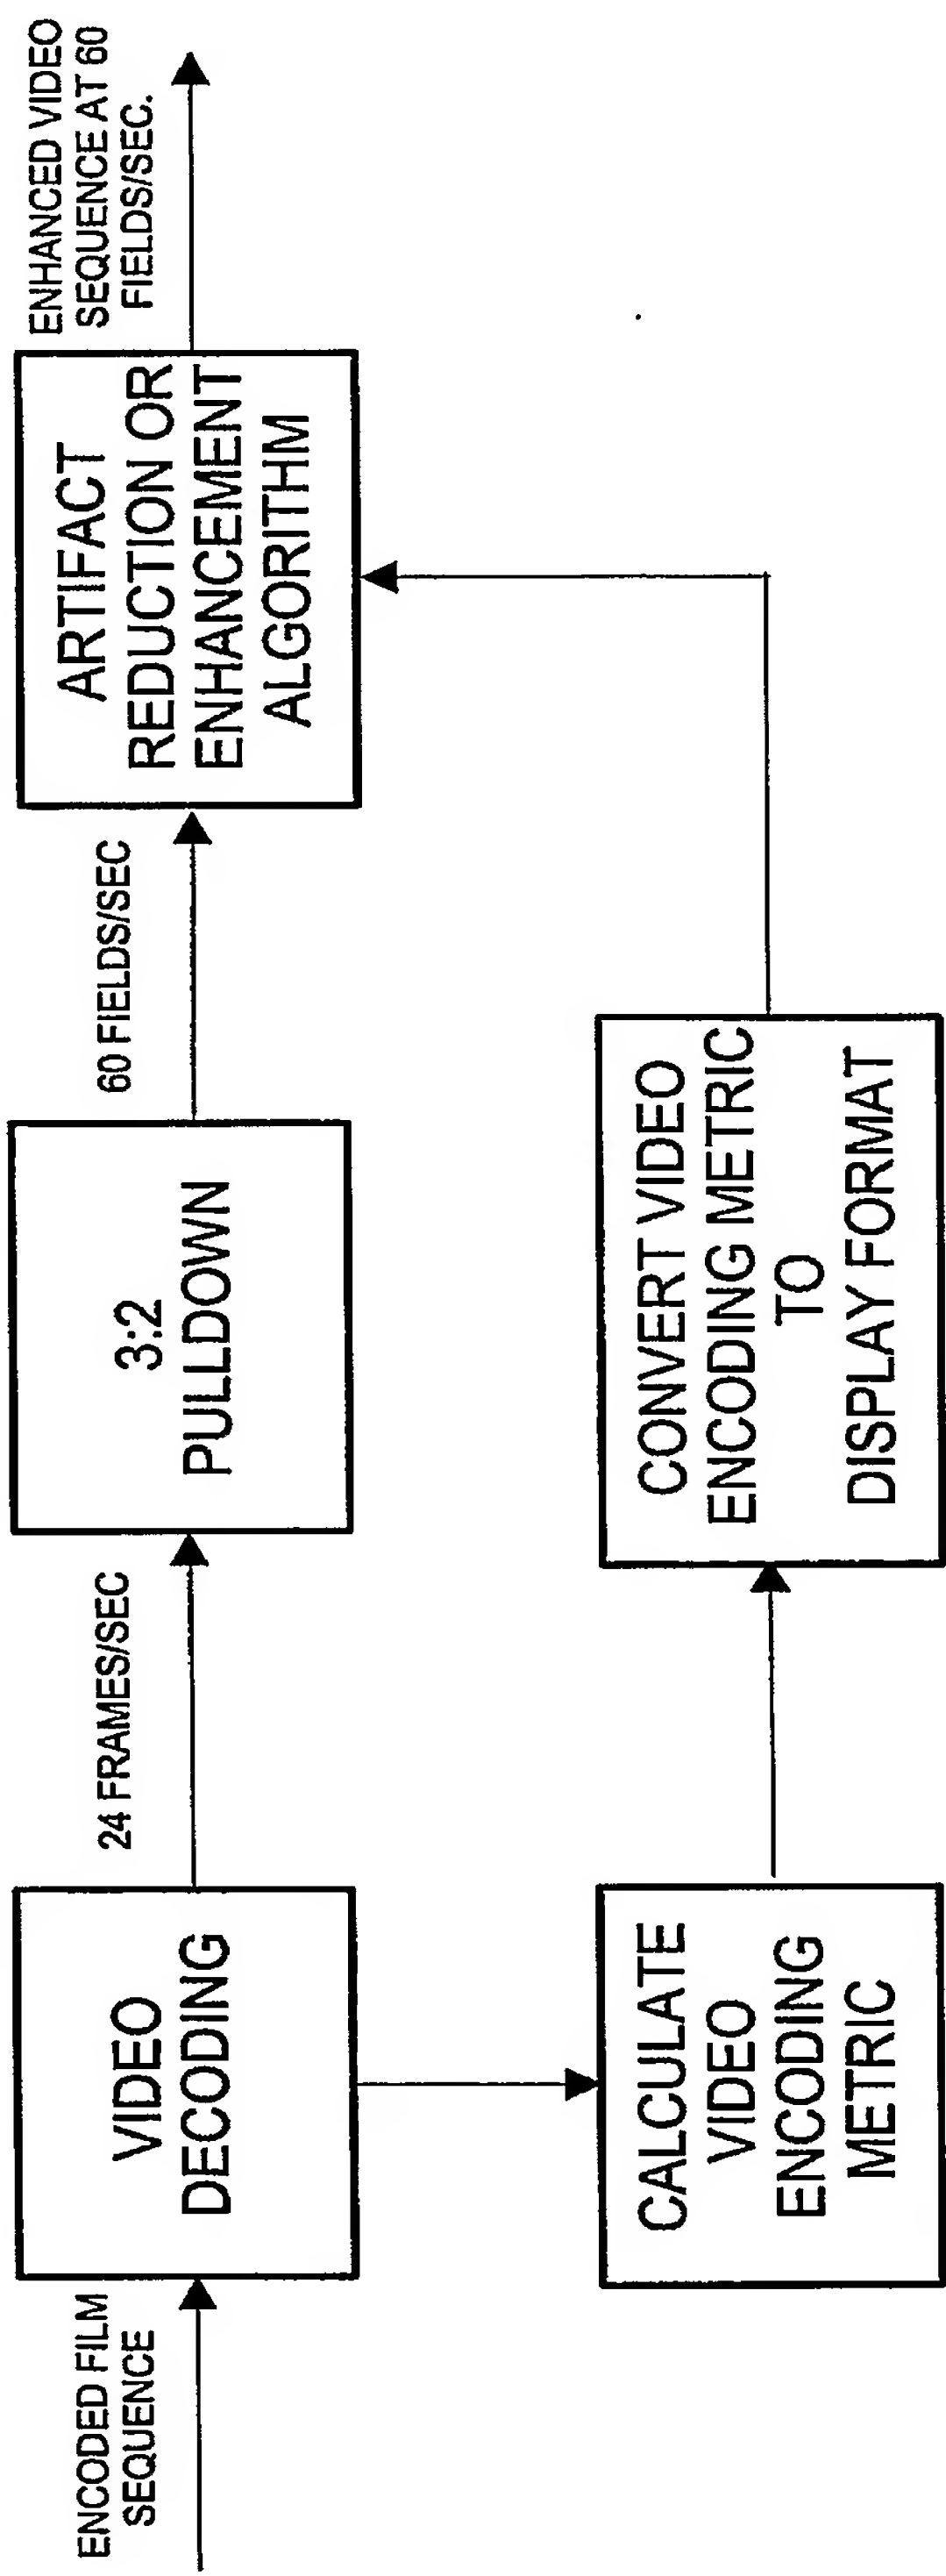 ENCODED FILM
SEQUENCE
VIDEO
DECODING
24 FRAMES/SEC
3:2
PULLDOWN
60 FIELDS/SEC
ARTIFACT
REDUCTION OR
ENHANCEMENT
ALGORITHM
ENHANCED VIDEO
SEQUENCE AT 60
FIELDS/SEC.
CALCULATE
VIDEO
ENCODING
METRIC
CONVERT VIDEO
ENCODING METRIC
TO
DISPLAY FORMAT